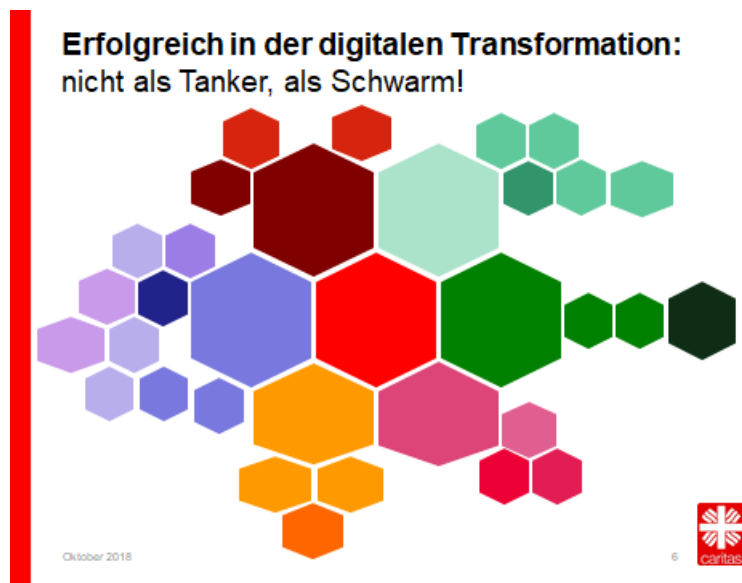 Erfolgreich in der digitalen Transformation:
nicht als Tanker, als Schwarm!
Oktober 2018
6
caritas